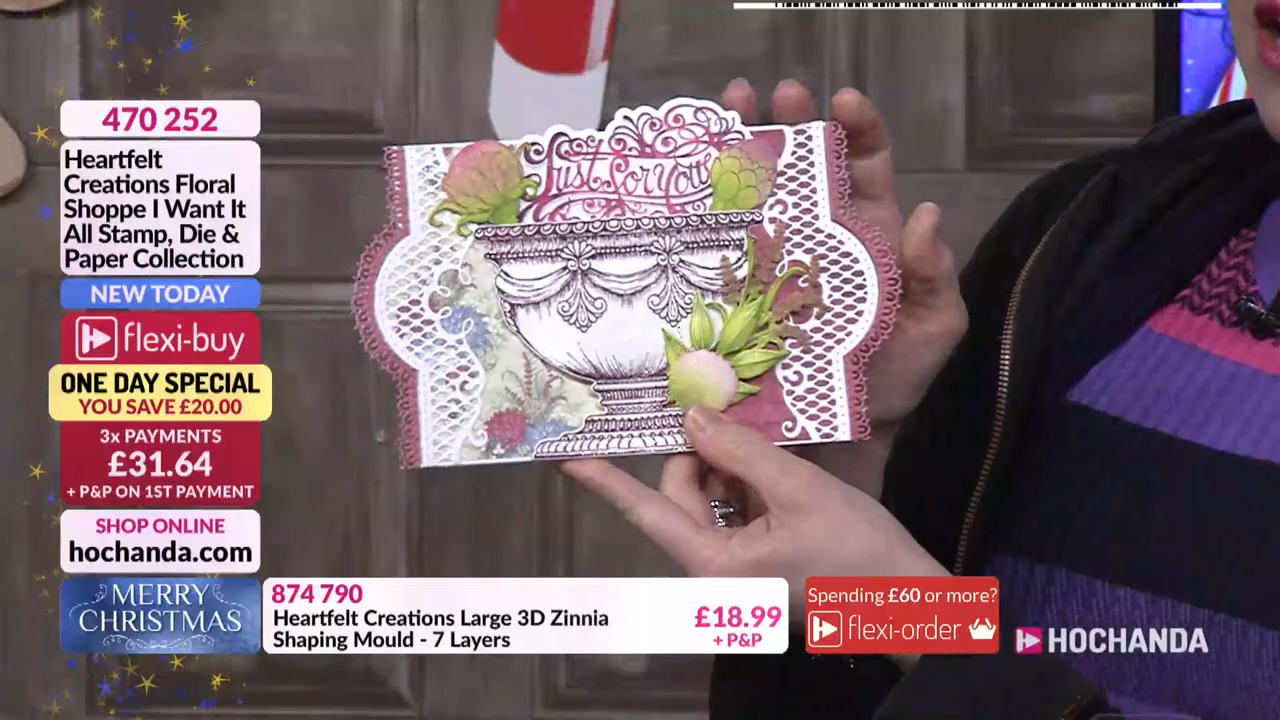 470 252
Heartfelt
Creations Floral
Shoppe I Want It
All Stamp, Die &
Paper Collection
NEW TODAY
flexi-buy
ONE DAY SPECIAL
YOU SAVE £20.00
3x PAYMENTS
£31.64
+ P&P ON 1ST PAYMENT
SHOP ONLINE
hochanda.com
Just for You
MERRY
CHRISTMAS
874 790
Heartfelt Creations Large 3D Zinnia
Shaping Mould - 7 Layers
£18.99
+ P&P
Spending £60 or more?
flexi-order
HOCHANDA